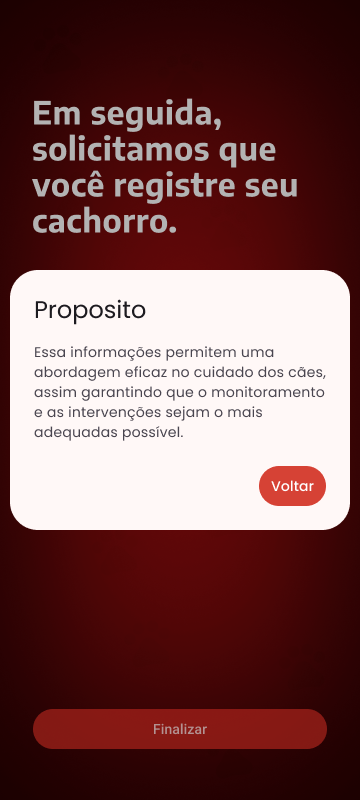 Em seguida,
solicitamos que
você registre seu
cachorro.
Proposito
Essa informações permitem uma
abordagem eficaz no cuidado dos cães,
assim garantindo que o monitoramento
e as intervenções sejam o mais
adequadas possível.
Voltar
Finalizar